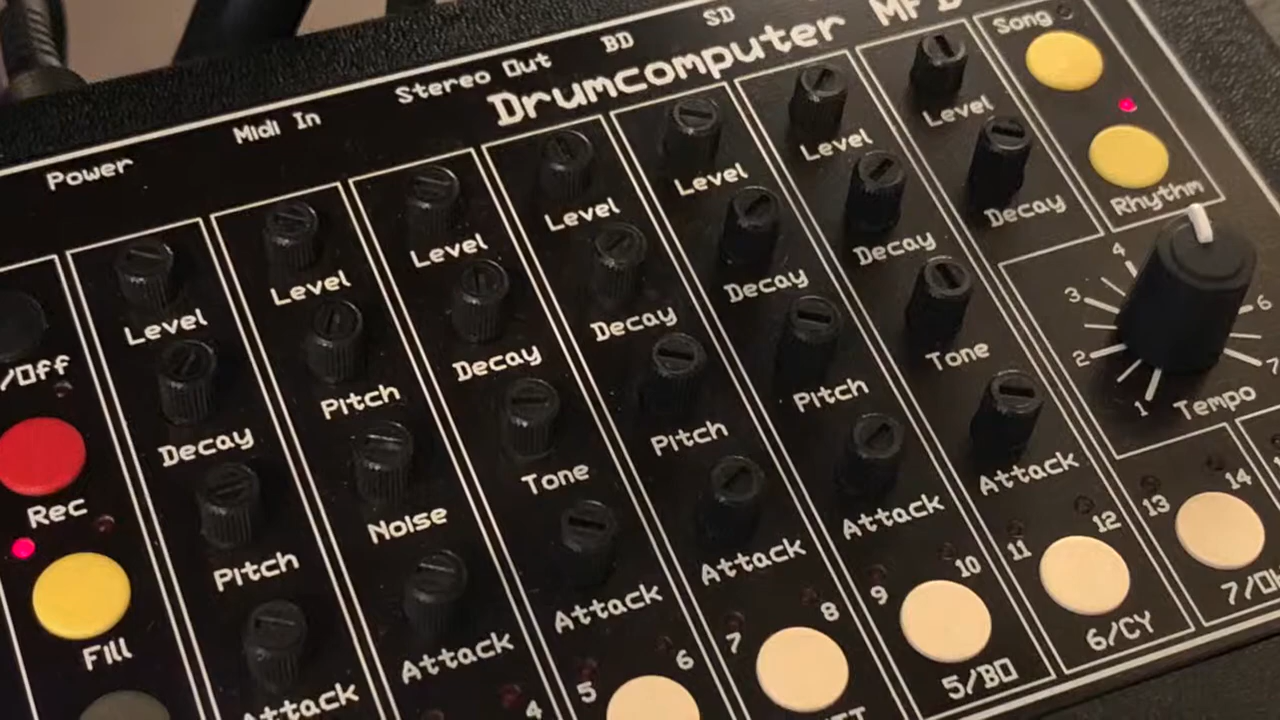 SD
BD
Stereo Out
Midi In
Power
Drumcomputer
Song
Rhythm
Level
Level
Level
Level
Level
Level
Level
Decay
Decay
Decay
Decay
Decay
Decay
Pitch
Noise
Tone
Pitch
Pitch
Tone
Pitch
Attack
Attack
Attack
Attack
Attack
Attack
/Off
Rec
Fill
1
2
3
4
6
7
Tempo
4
5
6
7
8
9
10
11
12
13
14
5/BO
6/CY